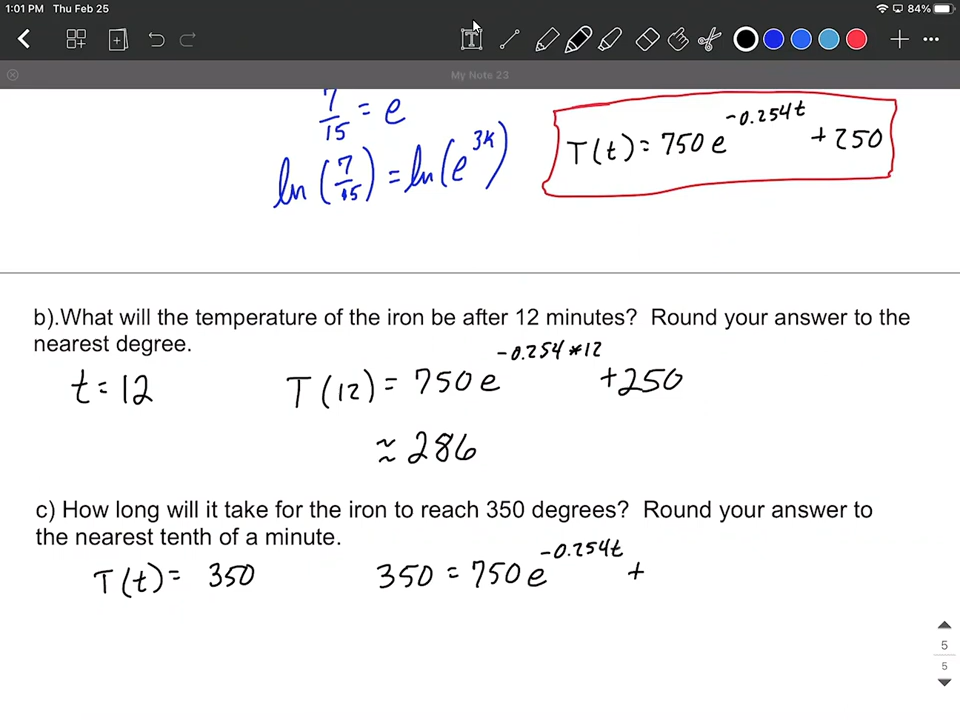 1:01 PM Thu Feb 25
84%
My Note 23
7/15 = e
ln(7/15) = ln(e^3k)
T(t) = 750e^-0.254t + 250
b).What will the temperature of the iron be after 12 minutes? Round your answer to the
nearest degree.
t = 12
T(12) = 750e^-0.254*12 + 250
≈ 286
c) How long will it take for the iron to reach 350 degrees? Round your answer to
the nearest tenth of a minute.
T(t) = 350
350 = 750e^-0.254t +
5
5